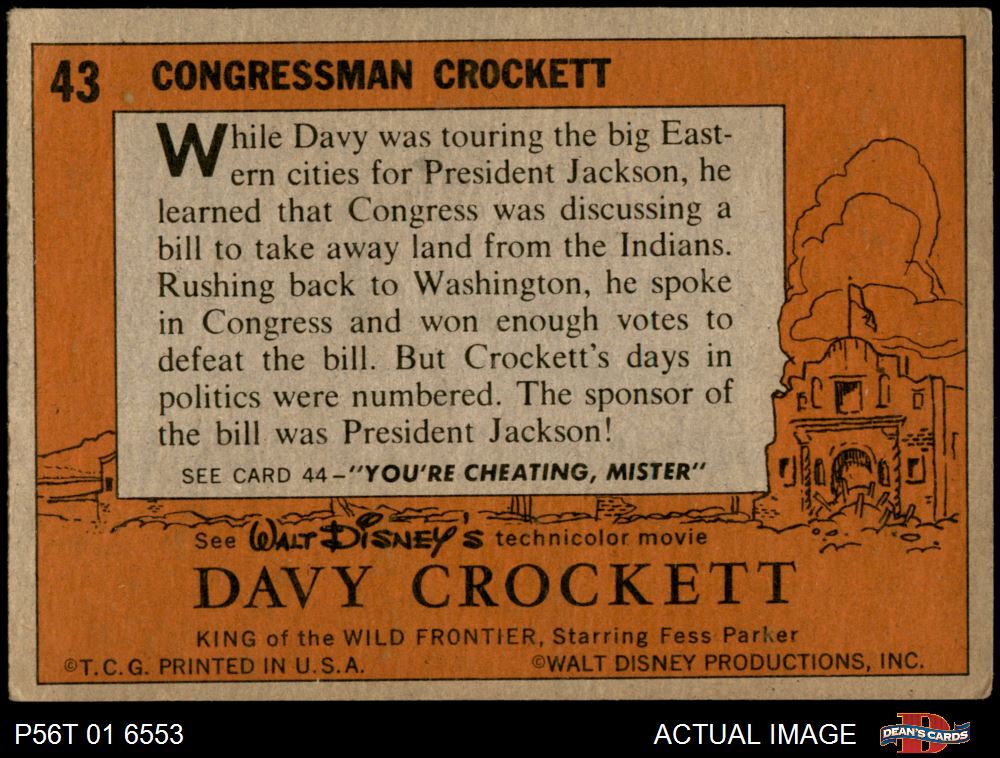 43 CONGRESSMAN CROCKETT
While Davy was touring the big East-
ern cities for President Jackson, he
learned that Congress was discussing a
bill to take away land from the Indians.
Rushing back to Washington, he spoke
in Congress and won enough votes to
defeat the bill. But Crockett's days in
politics were numbered. The sponsor of
the bill was President Jackson!
SEE CARD 44-"YOU'RE CHEATING, MISTER"
See WALT DISNEY'S technicolor movie
DAVY CROCKETT
KING of the WILD FRONTIER, Starring Fess Parker
©T.C.G. PRINTED IN U.S.A. ©WALT DISNEY PRODUCTIONS, INC.
P56T 01 6553 ACTUAL IMAGE D DEAN'S CARDS